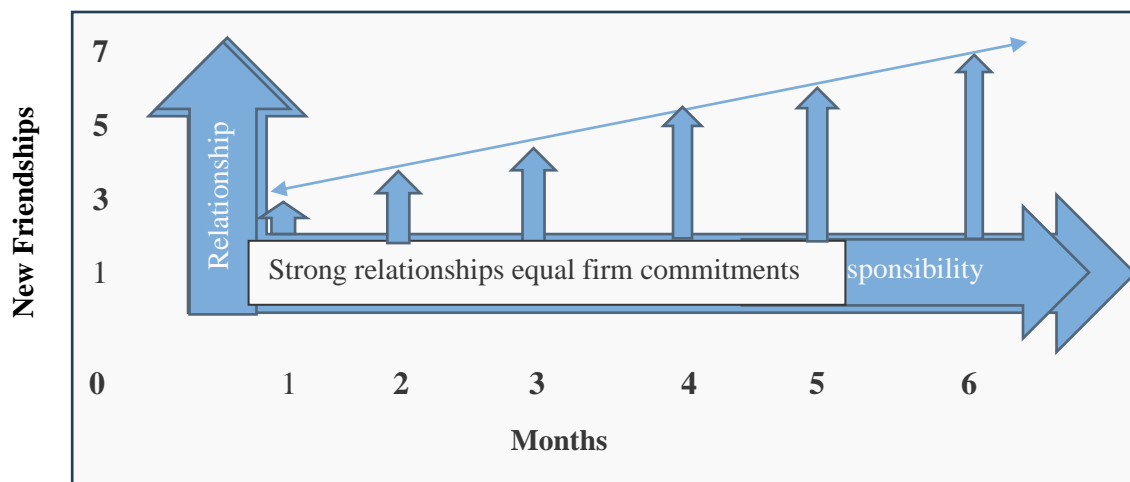 New Friendships
7
5
3
1
Relationship
Strong relationships equal firm commitments
sponsibility
0 1 2 3 4 5 6
Months